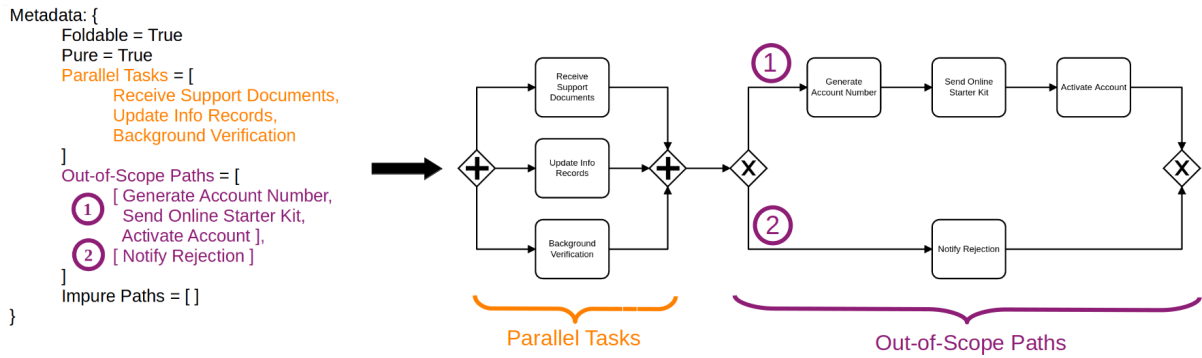 Metadata: {
Foldable = True
Pure = True
Parallel Tasks = [
Receive Support Documents,
Update Info Records,
Background Verification
]
Out-of-Scope Paths = [
1 [ Generate Account Number,
Send Online Starter Kit,
Activate Account ],
2 [ Notify Rejection ]
]
Impure Paths = [ ]
}
Receive
Support
Documents
Update Info
Records
Background
Verification
Parallel Tasks
X
1
Generate
Account Number
Send Online
Starter Kit
Activate Account
2
Notify Rejection
X
Out-of-Scope Paths